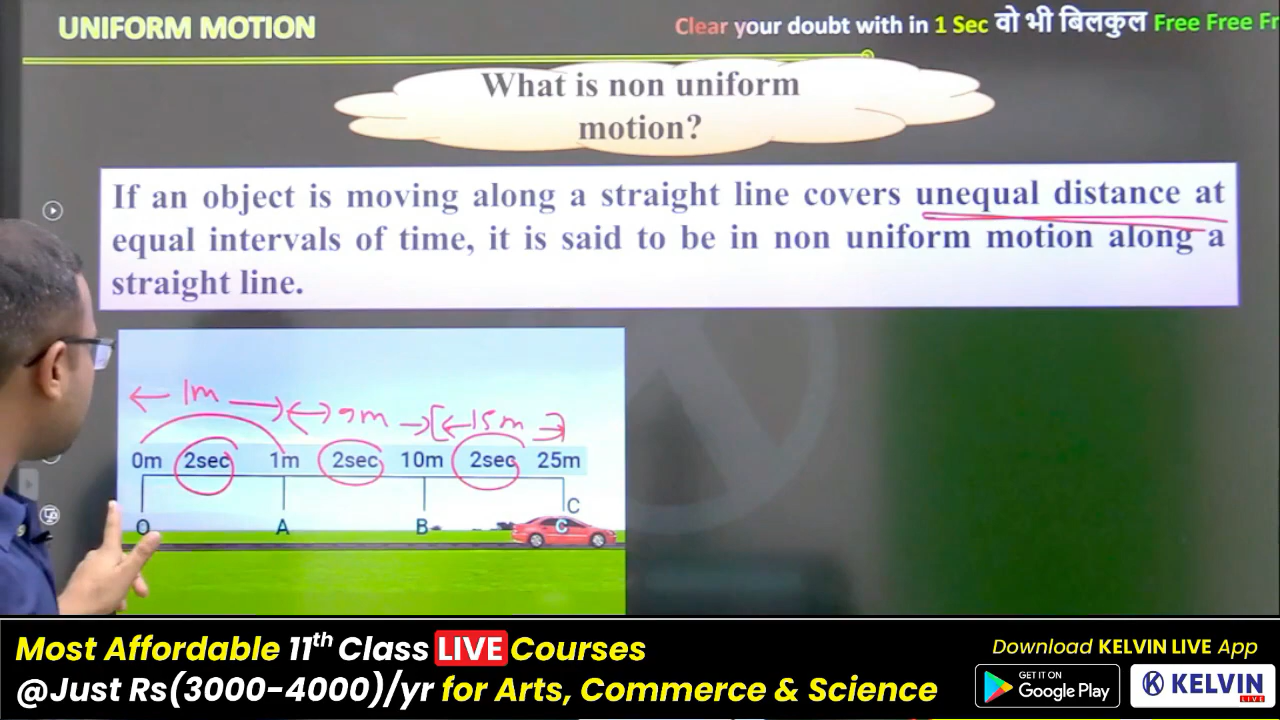 UNIFORM MOTION
Clear your doubt with in 1 Sec वो भी बिलकुल Free Free Fr
What is non uniform
motion?
If an object is moving along a straight line covers unequal distance at
equal intervals of time, it is said to be in non uniform motion along a
straight line.
1m 9m 15m
0m 2sec 1m 2sec 10m 2sec 25m
C
O A B C
Most Affordable 11th Class LIVE Courses
@Just Rs(3000-4000)/yr for Arts, Commerce & Science
Download KELVIN LIVE App
GET IT ON
Google Play
KELVIN
LIVE